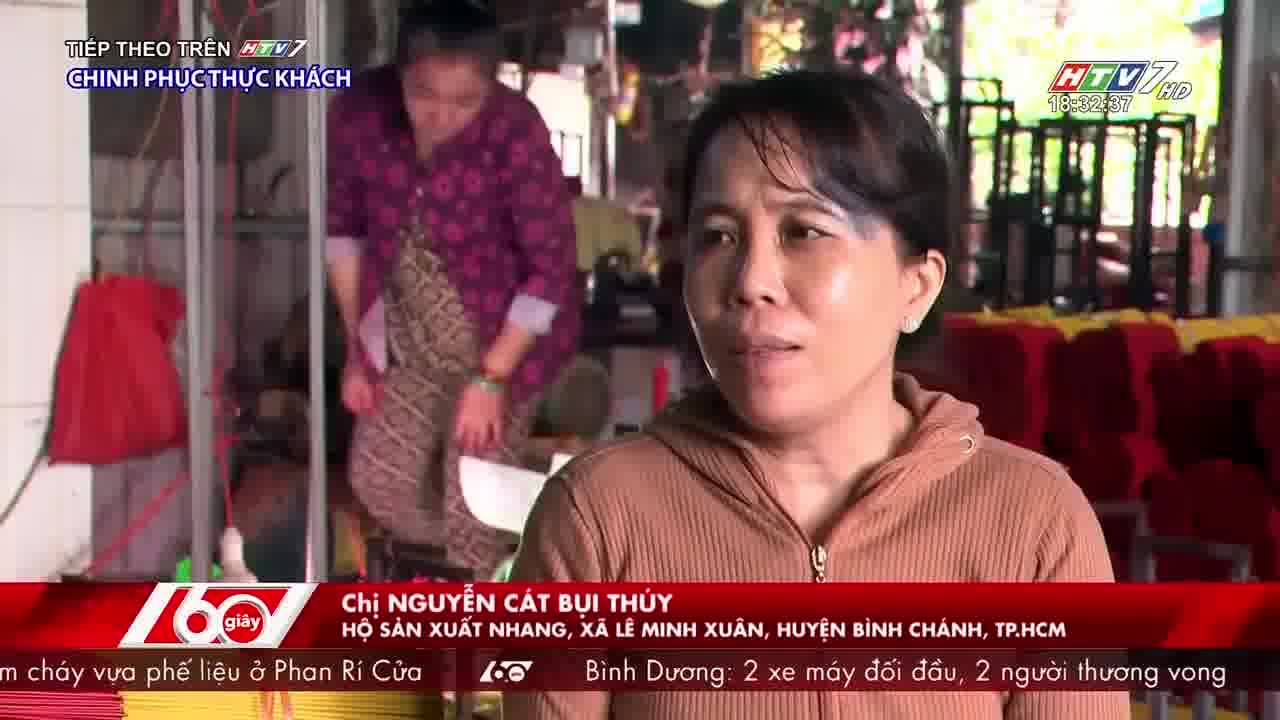 TIẾP THEO TRÊN HTV7
CHINH PHỤC THỰC KHÁCH
HTV7 HD
18:32:37
60 giây
Chị NGUYỄN CÁT BỤI THÚY
HỘ SẢN XUẤT NHANG, XÃ LÊ MINH XUÂN, HUYỆN BÌNH CHÁNH, TP.HCM
m cháy vựa phế liệu ở Phan Rí Cửa 60 Bình Dương: 2 xe máy đối đầu, 2 người thương vong